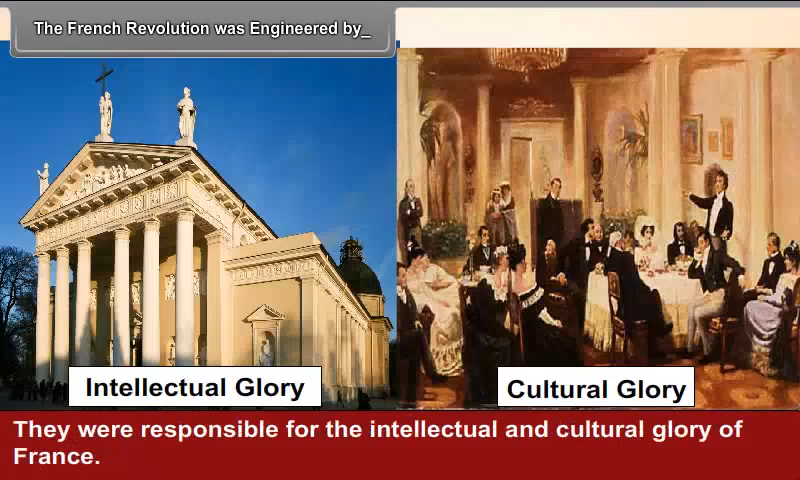 The French Revolution was Engineered by_
Intellectual Glory
Cultural Glory
They were responsible for the intellectual and cultural glory of
France.